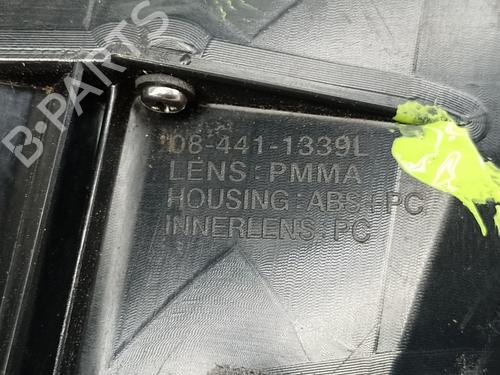 B-PARTS
08-441-1339L
LENS:PMMA
HOUSING:ABS+PC
INNERLENS:PC